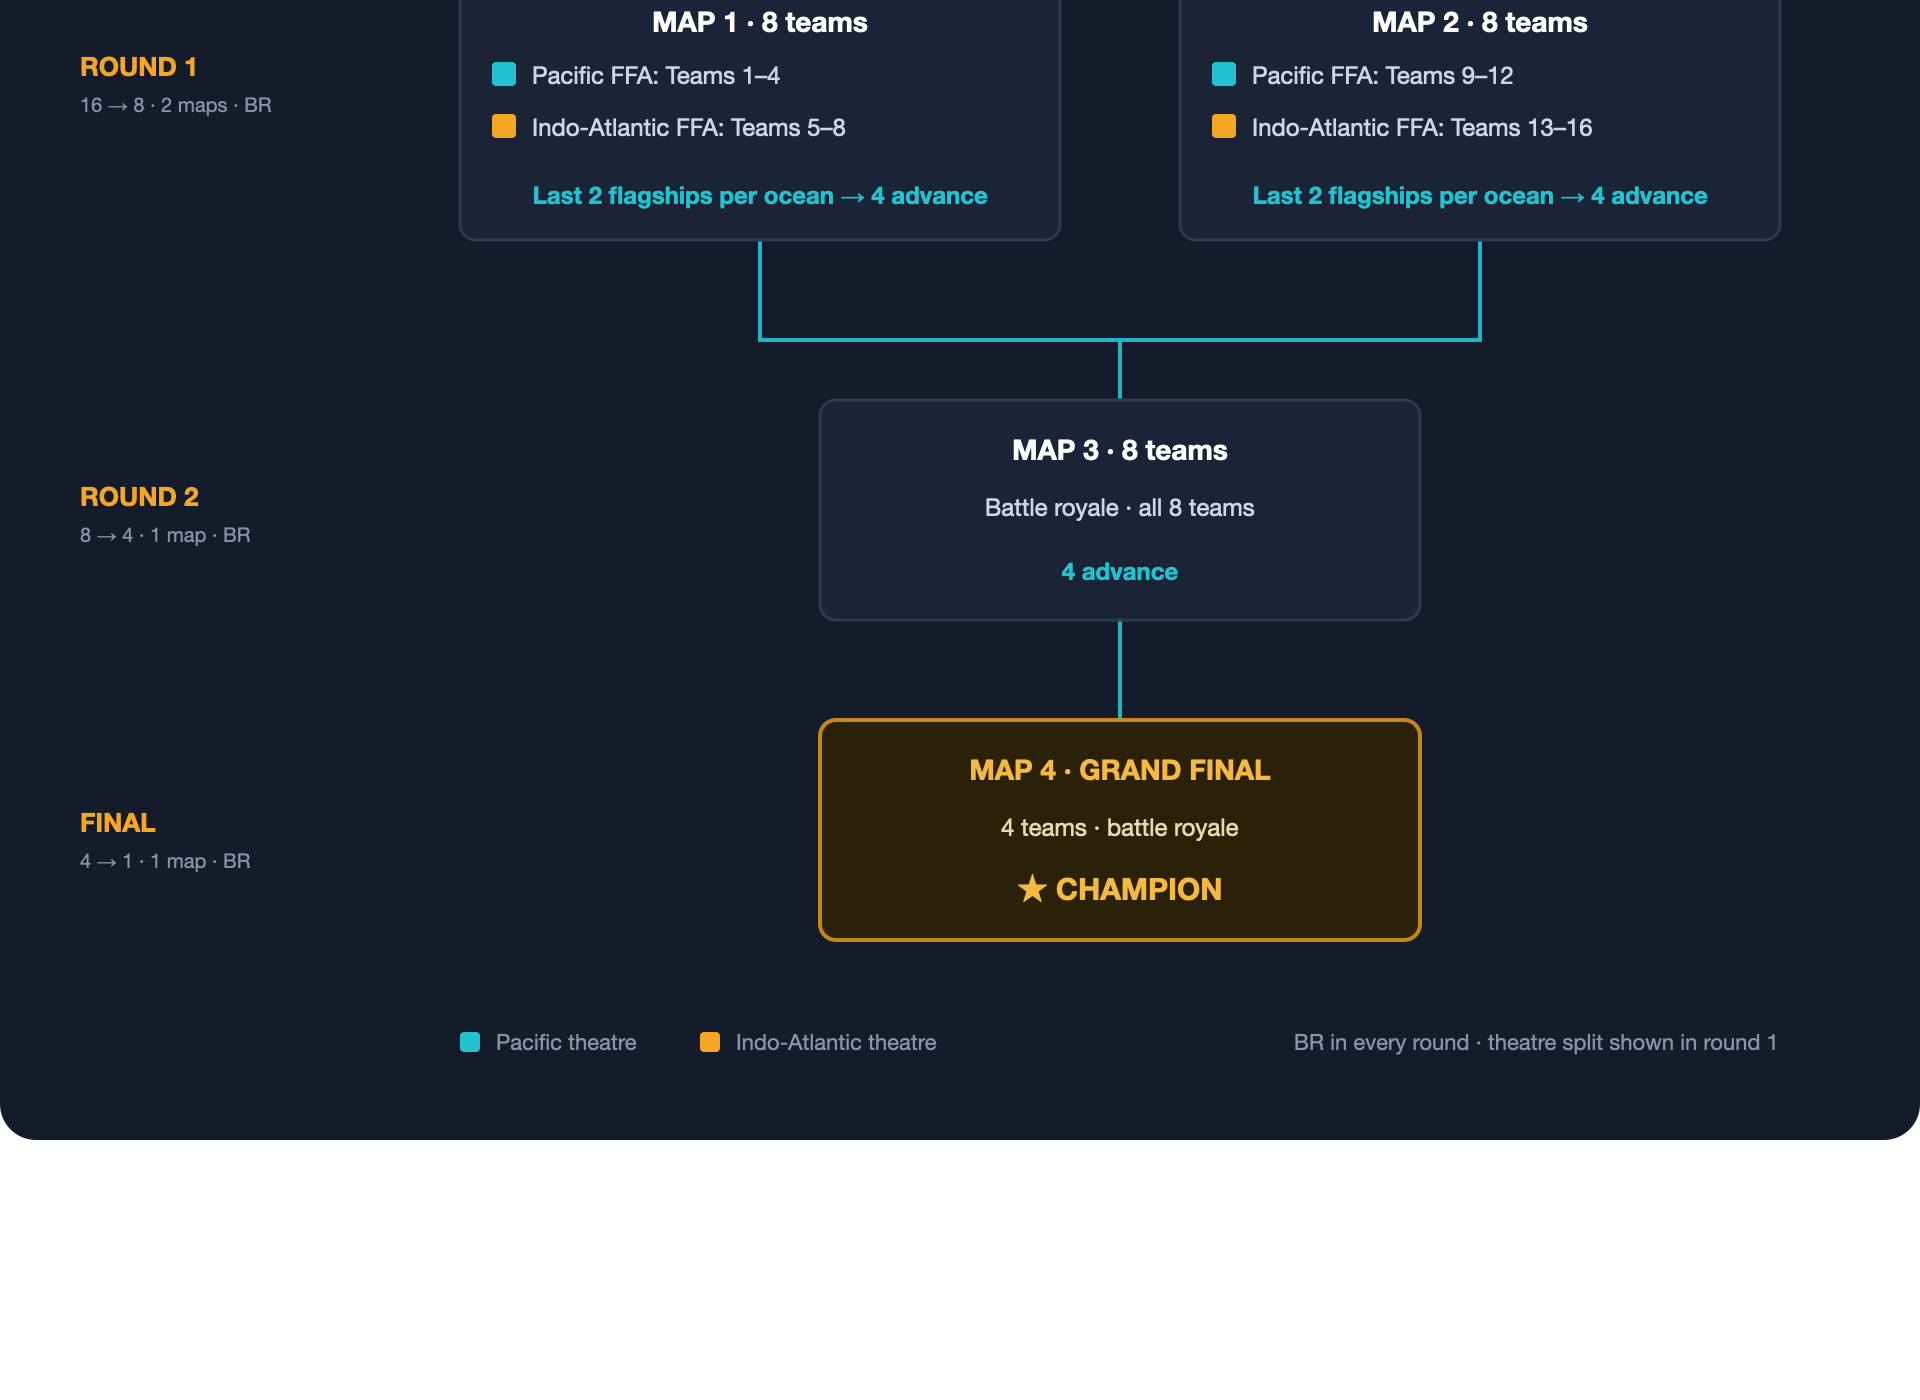 MAP 1 · 8 teams
MAP 2 · 8 teams
ROUND 1
16 → 8 · 2 maps · BR
Pacific FFA: Teams 1–4
Indo-Atlantic FFA: Teams 5–8
Last 2 flagships per ocean → 4 advance
Pacific FFA: Teams 9–12
Indo-Atlantic FFA: Teams 13–16
Last 2 flagships per ocean → 4 advance
ROUND 2
8 → 4 · 1 map · BR
MAP 3 · 8 teams
Battle royale · all 8 teams
4 advance
FINAL
4 → 1 · 1 map · BR
MAP 4 · GRAND FINAL
4 teams · battle royale
★ CHAMPION
Pacific theatre
Indo-Atlantic theatre
BR in every round · theatre split shown in round 1